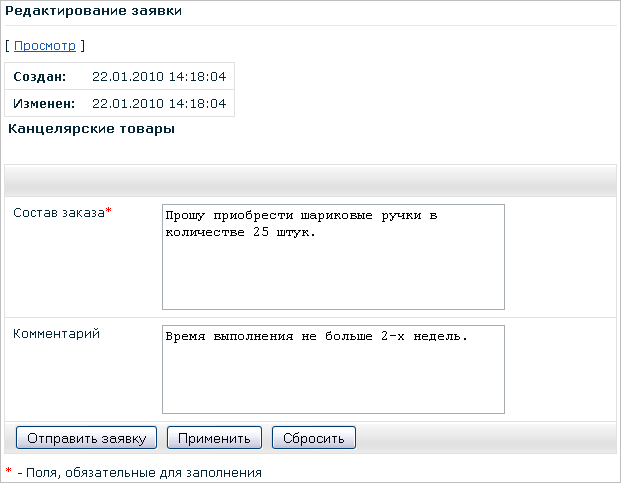 Редактирование заявки
[ Просмотр ]
Создан: 22.01.2010 14:18:04
Изменен: 22.01.2010 14:18:04
Канцелярские товары
Состав заказа*
Прошу приобрести шариковые ручки в
количестве 25 штук.
Комментарий
Время выполнения не больше 2-х недель.
Отправить заявку Применить Сбросить
* - Поля, обязательные для заполнения